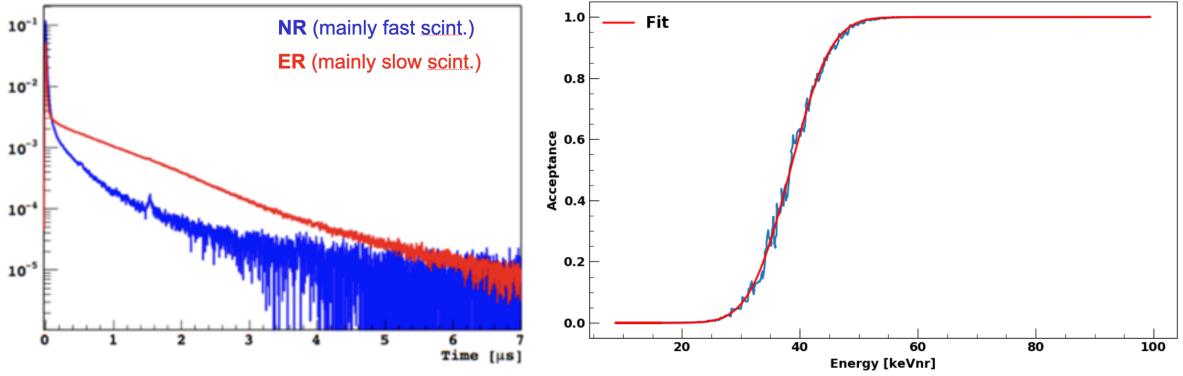 10⁻¹
10⁻²
10⁻³
10⁻⁴
10⁻⁵
NR (mainly fast scint.)
ER (mainly slow scint.)
0 1 2 3 4 5 6 7
Time [μs]
Fit
1.0
0.8
0.6
0.4
0.2
0.0
Acceptance
20 40 60 80 100
Energy [keVnr]